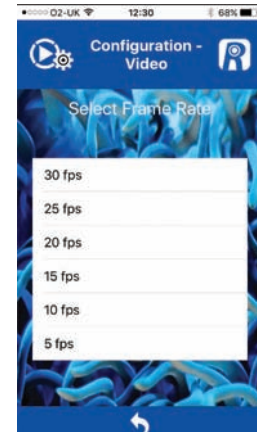 O2-UK 12:30 68%
Configuration -
Video
Select Frame Rate
30 fps
25 fps
20 fps
15 fps
10 fps
5 fps